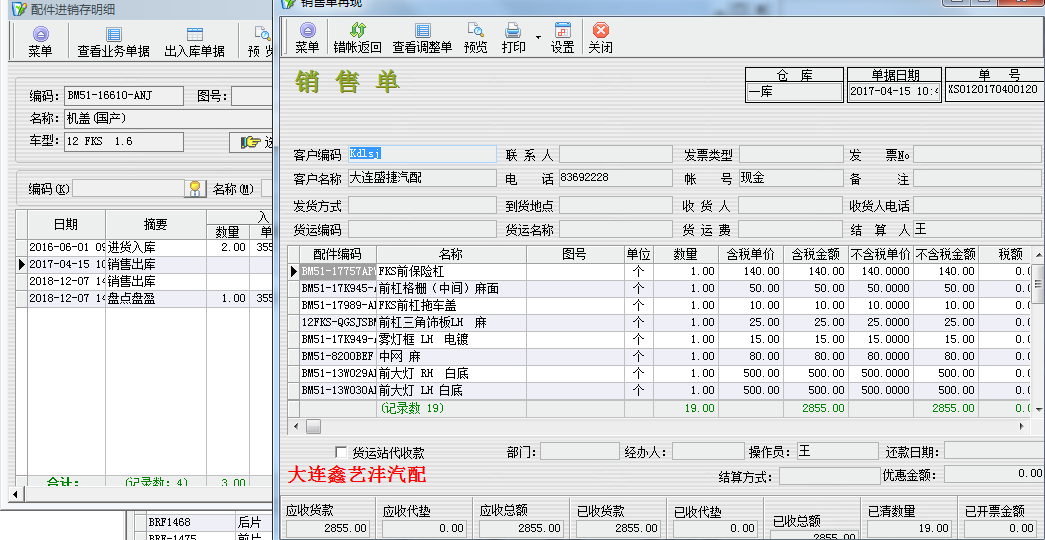 配件进销存明细
菜单 查看业务单据 出入库单据 预
编码: BM51-16610-ANJ 图号:
名称: 机盖(国产)
车型: 12 FKS 1.6
编码(K) 名称(M)
日期 摘要 入
数量 单
2016-06-01 09 进货入库 2.00 355
2017-04-15 10 销售出库
2018-12-07 14 销售出库
2018-12-07 14 盘点盘盈 1.00 355
合计: (记录数: 4) 3.00
BRF1468 后片
BRF-1475 前片
销售单再现
菜单 错帐返回 查看调整单 预览 打印 设置 关闭
销售单
仓 库 单据日期 单 号
一库 2017-04-15 10:4 XS0120170400120
客户编码 Kdlsj 联系人 发票类型 发 票No
客户名称 大连盛捷汽配 电 话 83692228 帐 号 现金 备 注
发货方式 到货地点 收货人 收货人电话
货运编码 货运名称 货运费 结算人 王
配件编码 名称 图号 单位 数量 含税单价 含税金额 不含税单价 不含税金额 税额
BM51-17757AP FKS前保险杠 个 1.00 140.00 140.00 140.0000 140.00 0.0
BM51-17K945- 前杠格栅（中间）麻面 个 1.00 50.00 50.00 50.0000 50.00 0.0
BM51-17989-A FKS前杠拖车盖 个 1.00 10.00 10.00 10.0000 10.00 0.0
12FKS-QGSJSB 前杠三角饰板LH 麻 个 1.00 25.00 25.00 25.0000 25.00 0.0
BM51-17K949- 雾灯框 LH 电镀 个 1.00 15.00 15.00 15.0000 15.00 0.0
BM51-8200BEF 中网 麻 个 1.00 80.00 80.00 80.0000 80.00 0.0
BM51-13W029A 前大灯 RH 白底 个 1.00 500.00 500.00 500.0000 500.00 0.0
BM51-13W030A 前大灯 LH 白底 个 1.00 500.00 500.00 500.0000 500.00 0.0
(记录数 19) 19.00 2855.00 2855.00 0.0
货运站代收款 部门: 经办人: 操作员: 王 还款日期:
大连鑫艺沣汽配 结算方式: 优惠金额: 0.00
应收货款 应收代垫 应收总额 已收货款 已收代垫 已收总额 已清数量 已开票金额
2855.00 0.00 2855.00 2855.00 0.00 2855.00 19.00 0.00